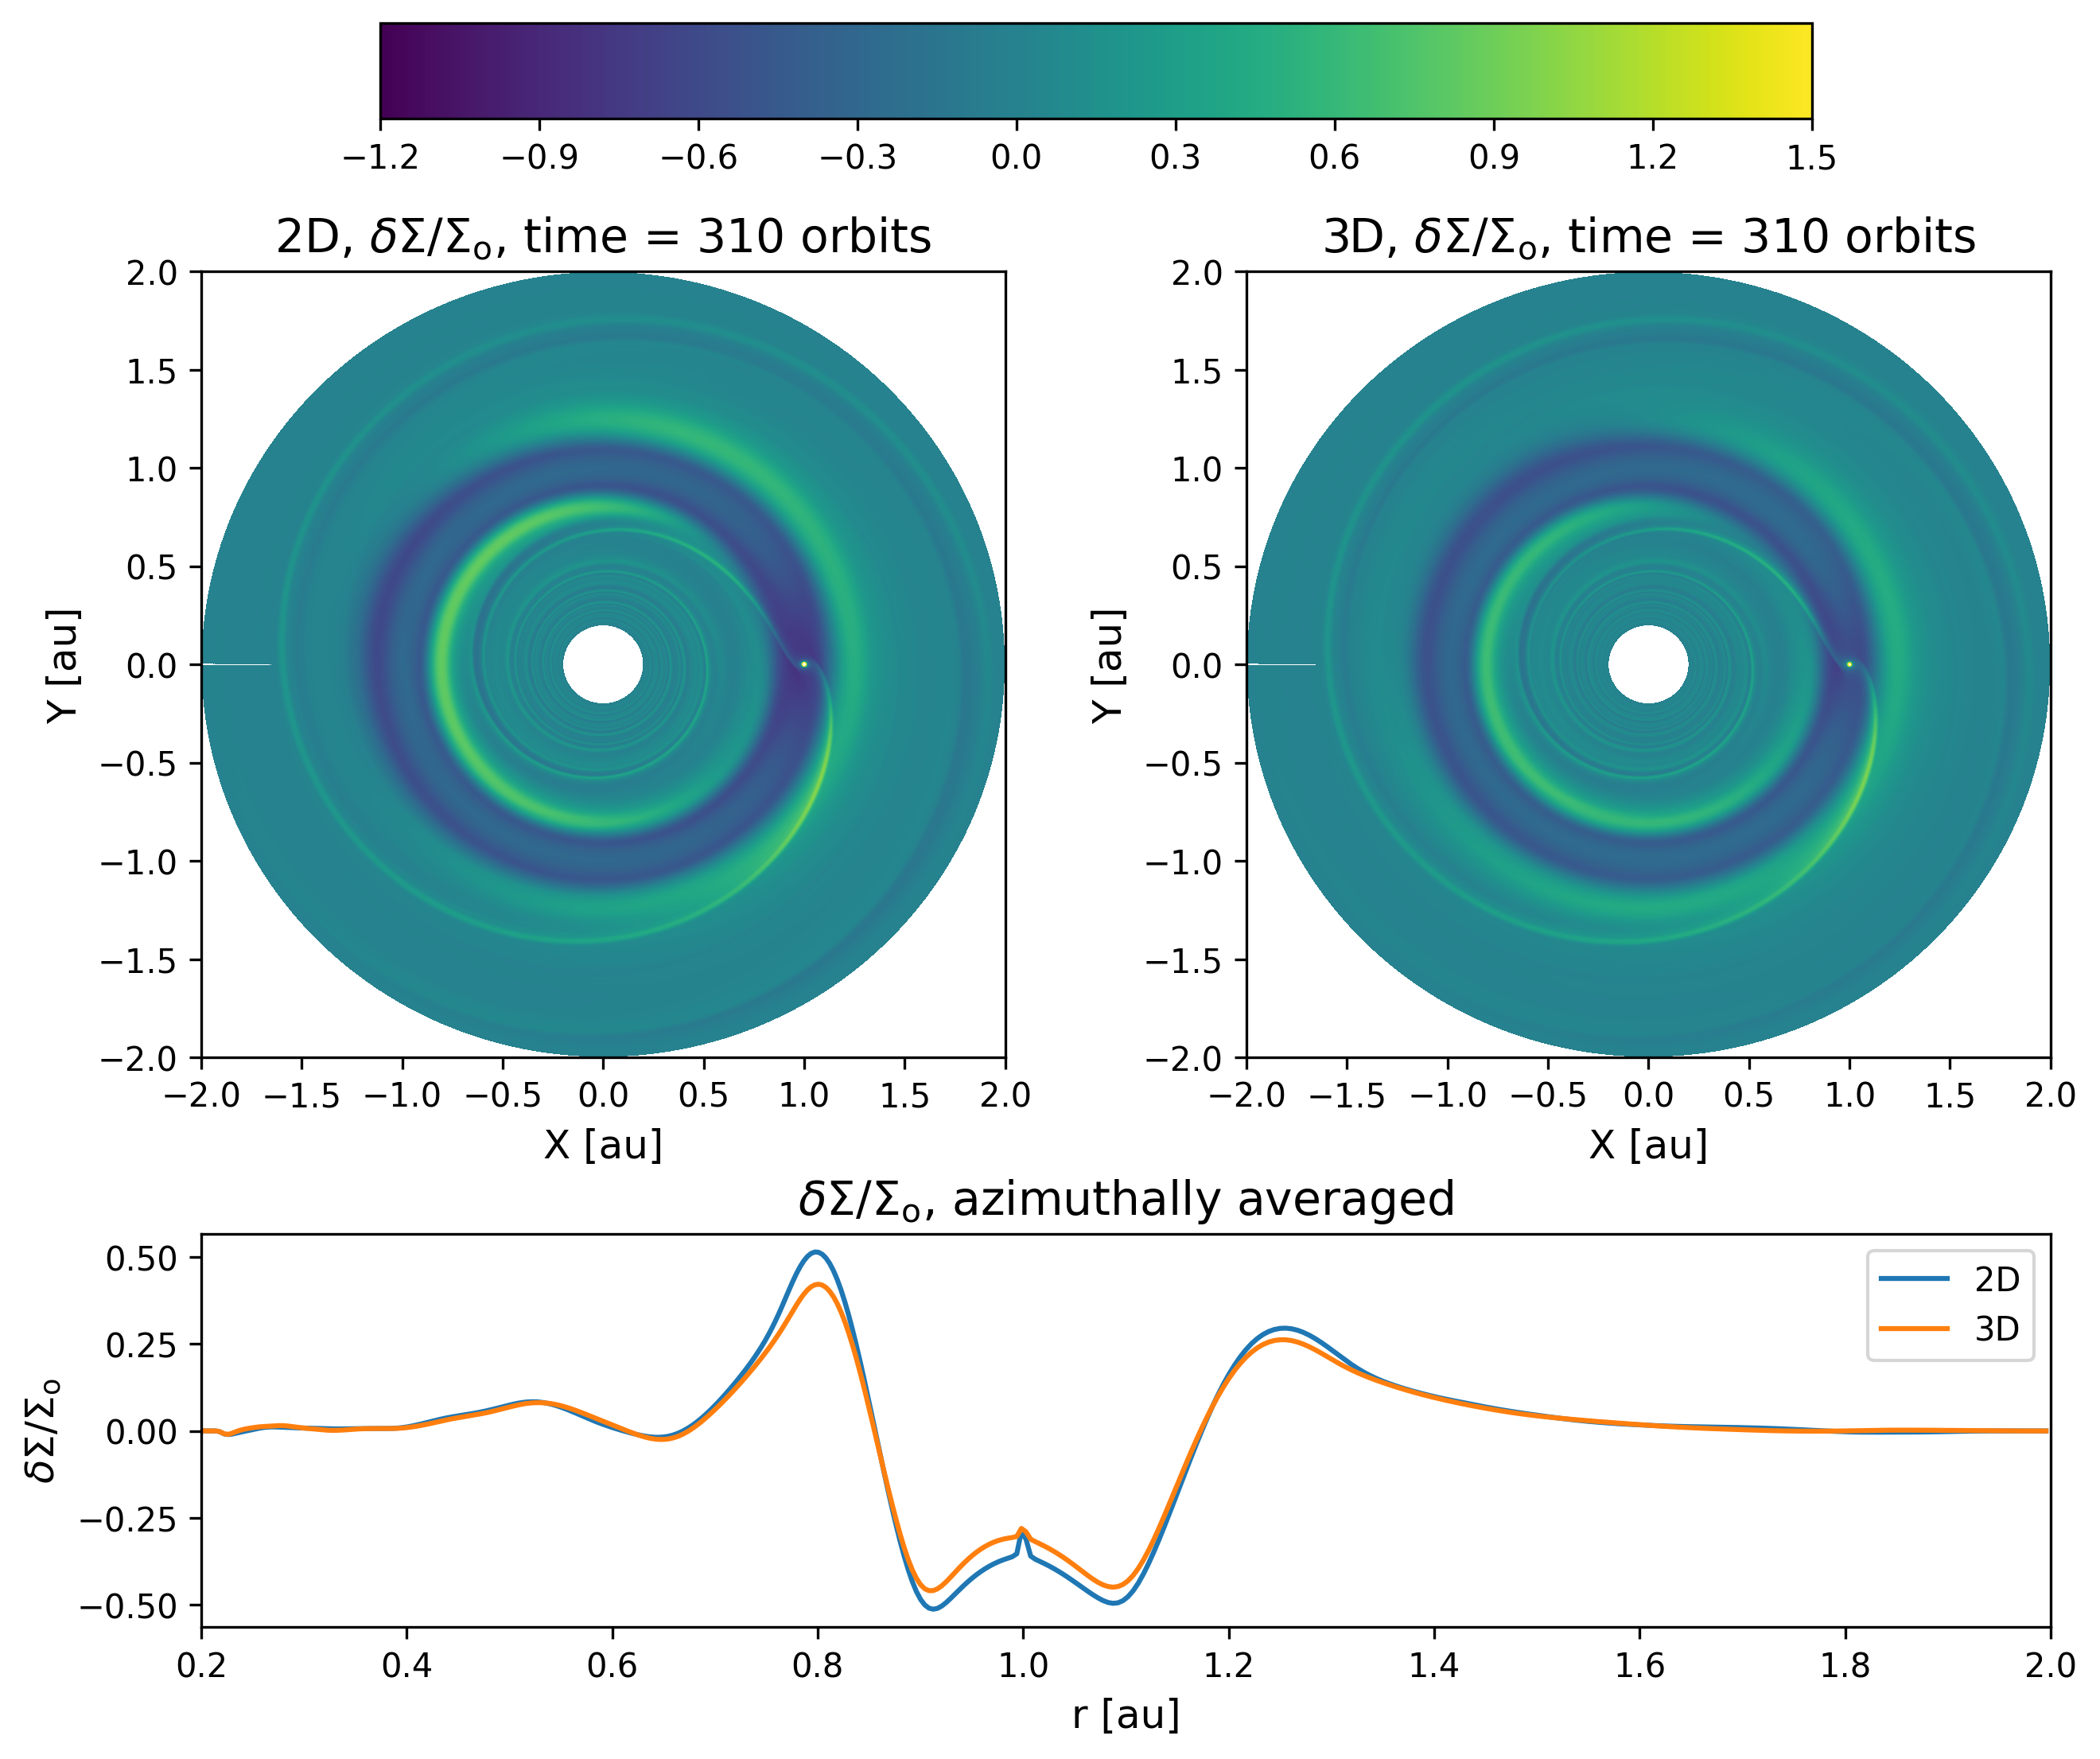 −1.2 −0.9 −0.6 −0.3 0.0 0.3 0.6 0.9 1.2 1.5
2D, δΣ/Σₒ, time = 310 orbits
2.0
1.5
1.0
0.5
0.0
−0.5
−1.0
−1.5
−2.0
Y [au]
−2.0 −1.5 −1.0 −0.5 0.0 0.5 1.0 1.5 2.0
X [au]
3D, δΣ/Σₒ, time = 310 orbits
2.0
1.5
1.0
0.5
0.0
−0.5
−1.0
−1.5
−2.0
Y [au]
−2.0 −1.5 −1.0 −0.5 0.0 0.5 1.0 1.5 2.0
X [au]
δΣ/Σₒ, azimuthally averaged
0.50
0.25
0.00
−0.25
−0.50
δΣ/Σₒ
2D
3D
0.2 0.4 0.6 0.8 1.0 1.2 1.4 1.6 1.8 2.0
r [au]